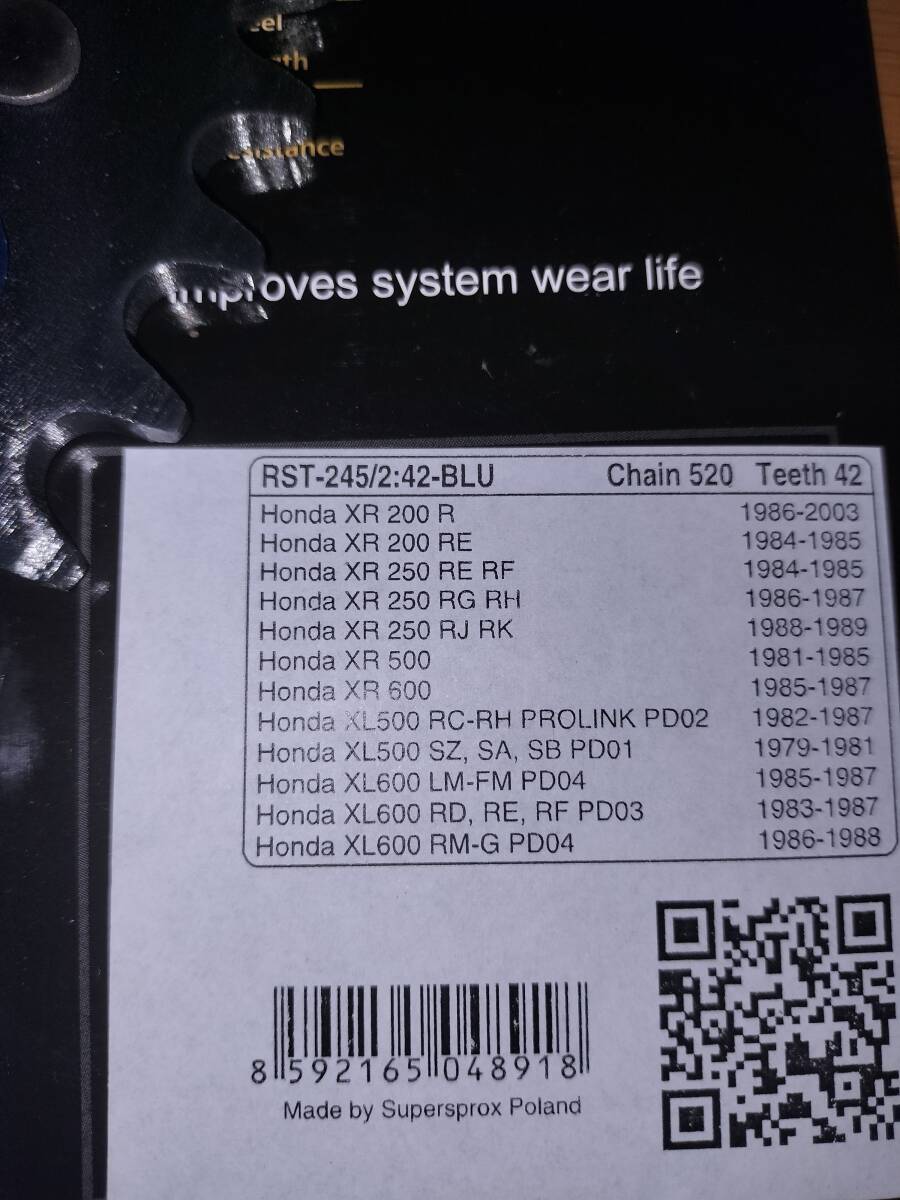 improves system wear life
RST-245/2:42-BLU Chain 520 Teeth 42
Honda XR 200 R 1986-2003
Honda XR 200 RE 1984-1985
Honda XR 250 RE RF 1984-1985
Honda XR 250 RG RH 1986-1987
Honda XR 250 RJ RK 1988-1989
Honda XR 500 1981-1985
Honda XR 600 1985-1987
Honda XL500 RC-RH PROLINK PD02 1982-1987
Honda XL500 SZ, SA, SB PD01 1979-1981
Honda XL600 LM-FM PD04 1985-1987
Honda XL600 RD, RE, RF PD03 1983-1987
Honda XL600 RM-G PD04 1986-1988
8 592165 048918
Made by Supersprox Poland